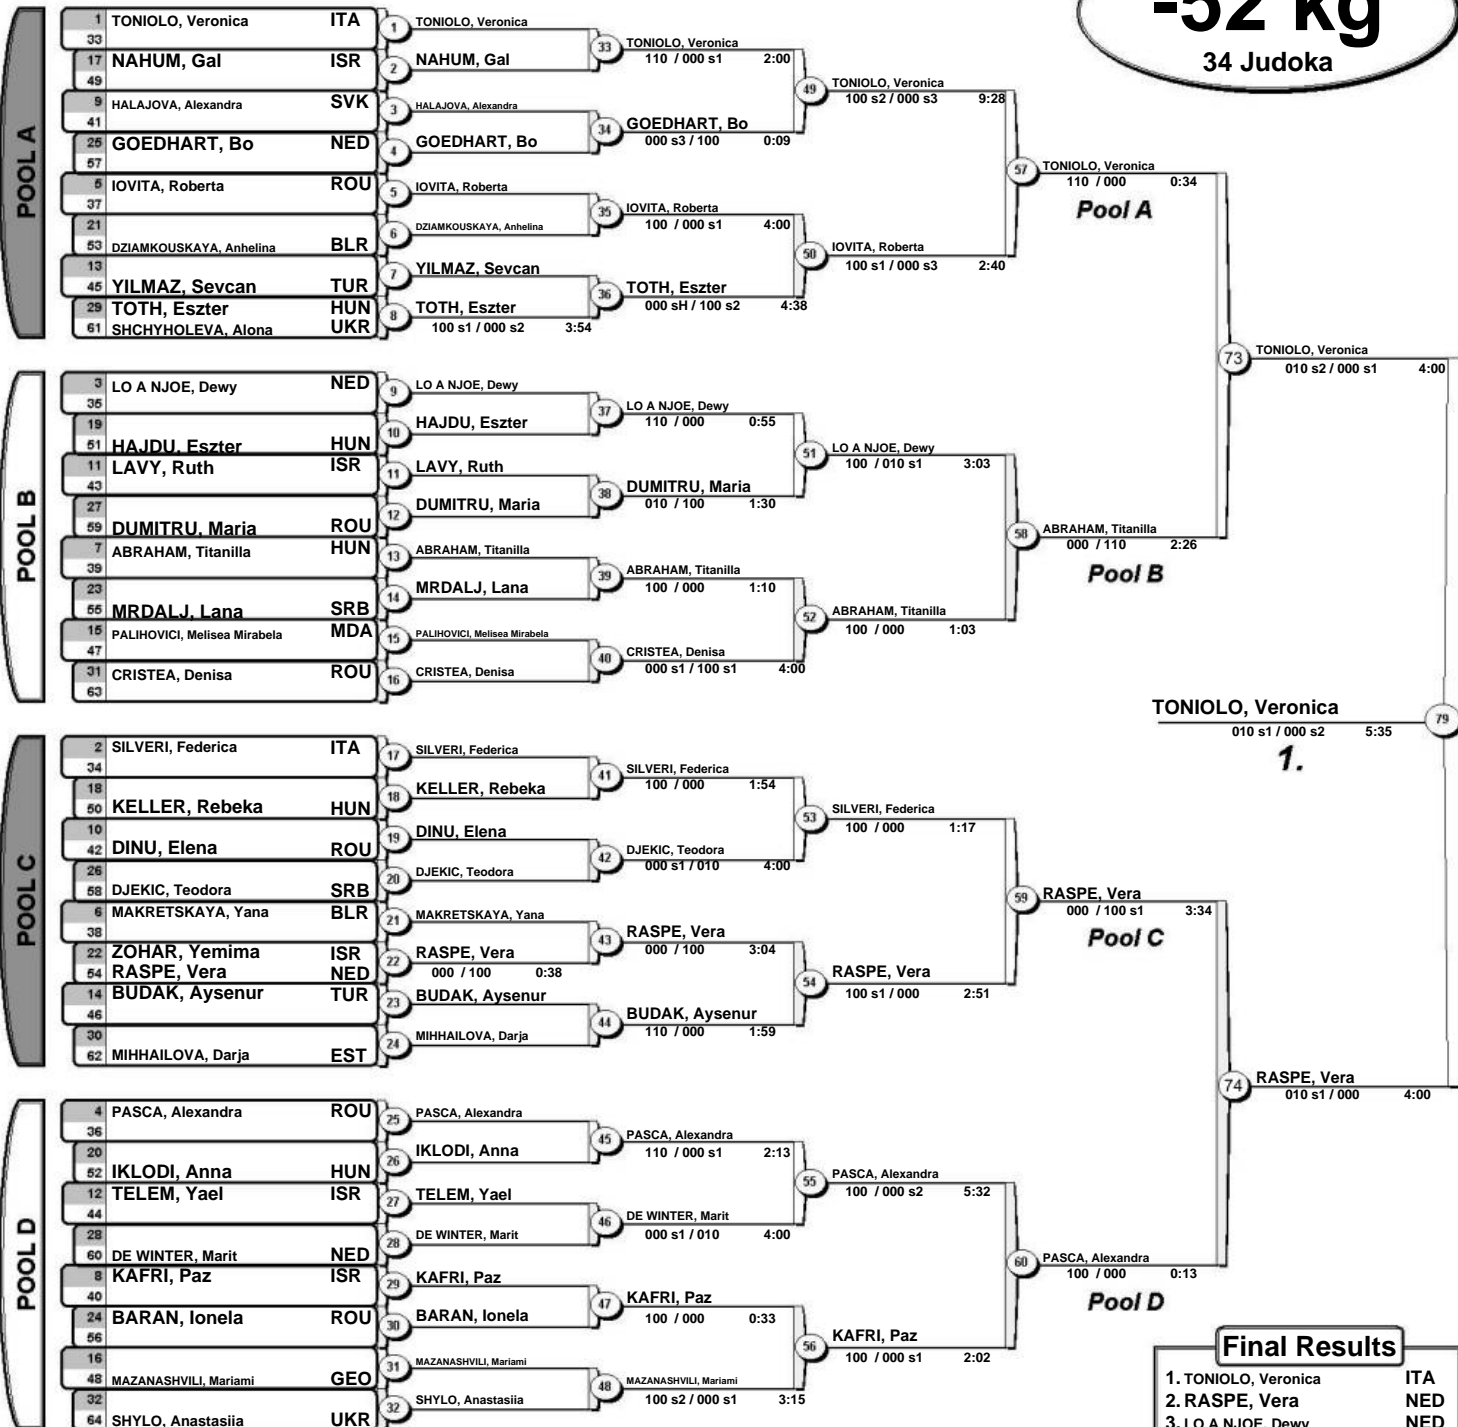 -52 kg
34 Judoka
POOL A
1 TONIOLO, Veronica ITA
33
17 NAHUM, Gal ISR
49
9 HALAJOVA, Alexandra SVK
41
25 GOEDHART, Bo NED
57
5 IOVITA, Roberta ROU
37
21
53 DZIAMKOUSKAYA, Anhelina BLR
13
45 YILMAZ, Sevcan TUR
29 TOTH, Eszter HUN
61 SHCHYHOLEVA, Alona UKR
1 TONIOLO, Veronica
2 NAHUM, Gal
3 HALAJOVA, Alexandra
4 GOEDHART, Bo
5 IOVITA, Roberta
6 DZIAMKOUSKAYA, Anhelina
7 YILMAZ, Sevcan
8 TOTH, Eszter
100 s1 / 000 s2 3:54
33 TONIOLO, Veronica
110 / 000 s1 2:00
34 GOEDHART, Bo
000 s3 / 100 0:09
35 IOVITA, Roberta
100 / 000 s1 4:00
36 TOTH, Eszter
000 sH / 100 s2 4:38
49 TONIOLO, Veronica
100 s2 / 000 s3 9:28
50 IOVITA, Roberta
100 s1 / 000 s3 2:40
57 TONIOLO, Veronica
110 / 000 0:34
Pool A
POOL B
3 LO A NJOE, Dewy NED
35
19
51 HAJDU, Eszter HUN
11 LAVY, Ruth ISR
43
27
59 DUMITRU, Maria ROU
7 ABRAHAM, Titanilla HUN
39
23
55 MRDALJ, Lana SRB
15 PALIHOVICI, Melisea Mirabela MDA
47
31 CRISTEA, Denisa ROU
63
9 LO A NJOE, Dewy
10 HAJDU, Eszter
11 LAVY, Ruth
12 DUMITRU, Maria
13 ABRAHAM, Titanilla
14 MRDALJ, Lana
15 PALIHOVICI, Melisea Mirabela
16 CRISTEA, Denisa
37 LO A NJOE, Dewy
110 / 000 0:55
38 DUMITRU, Maria
010 / 100 1:30
39 ABRAHAM, Titanilla
100 / 000 1:10
40 CRISTEA, Denisa
000 s1 / 100 s1 4:00
51 LO A NJOE, Dewy
100 / 010 s1 3:03
52 ABRAHAM, Titanilla
100 / 000 1:03
58 ABRAHAM, Titanilla
000 / 110 2:26
Pool B
73 TONIOLO, Veronica
010 s2 / 000 s1 4:00
TONIOLO, Veronica 79
010 s1 / 000 s2 5:35
1.
POOL C
2 SILVERI, Federica ITA
34
18
50 KELLER, Rebeka HUN
10
42 DINU, Elena ROU
26
58 DJEKIC, Teodora SRB
6 MAKRETSKAYA, Yana BLR
38
22 ZOHAR, Yemima ISR
54 RASPE, Vera NED
14 BUDAK, Aysenur TUR
46
30
62 MIHHAILOVA, Darja EST
17 SILVERI, Federica
18 KELLER, Rebeka
19 DINU, Elena
20 DJEKIC, Teodora
21 MAKRETSKAYA, Yana
22 RASPE, Vera
000 / 100 0:38
23 BUDAK, Aysenur
24 MIHHAILOVA, Darja
41 SILVERI, Federica
100 / 000 1:54
42 DJEKIC, Teodora
000 s1 / 010 4:00
43 RASPE, Vera
000 / 100 3:04
44 BUDAK, Aysenur
110 / 000 1:59
53 SILVERI, Federica
100 / 000 1:17
54 RASPE, Vera
100 s1 / 000 2:51
59 RASPE, Vera
000 / 100 s1 3:34
Pool C
74 RASPE, Vera
010 s1 / 000 4:00
POOL D
4 PASCA, Alexandra ROU
36
20
52 IKLODI, Anna HUN
12 TELEM, Yael ISR
44
28
60 DE WINTER, Marit NED
8 KAFRI, Paz ISR
40
24 BARAN, Ionela ROU
56
16
48 MAZANASHVILI, Mariami GEO
32
64 SHYLO, Anastasiia UKR
25 PASCA, Alexandra
26 IKLODI, Anna
27 TELEM, Yael
28 DE WINTER, Marit
29 KAFRI, Paz
30 BARAN, Ionela
31 MAZANASHVILI, Mariami
32 SHYLO, Anastasiia
45 PASCA, Alexandra
110 / 000 s1 2:13
46 DE WINTER, Marit
000 s1 / 010 4:00
47 KAFRI, Paz
100 / 000 0:33
48 MAZANASHVILI, Mariami
100 s2 / 000 s1 3:15
55 PASCA, Alexandra
100 / 000 s2 5:32
56 KAFRI, Paz
100 / 000 s1 2:02
60 PASCA, Alexandra
100 / 000 0:13
Pool D
Final Results
1. TONIOLO, Veronica ITA
2. RASPE, Vera NED
3. LO A NJOE, Dewy NED